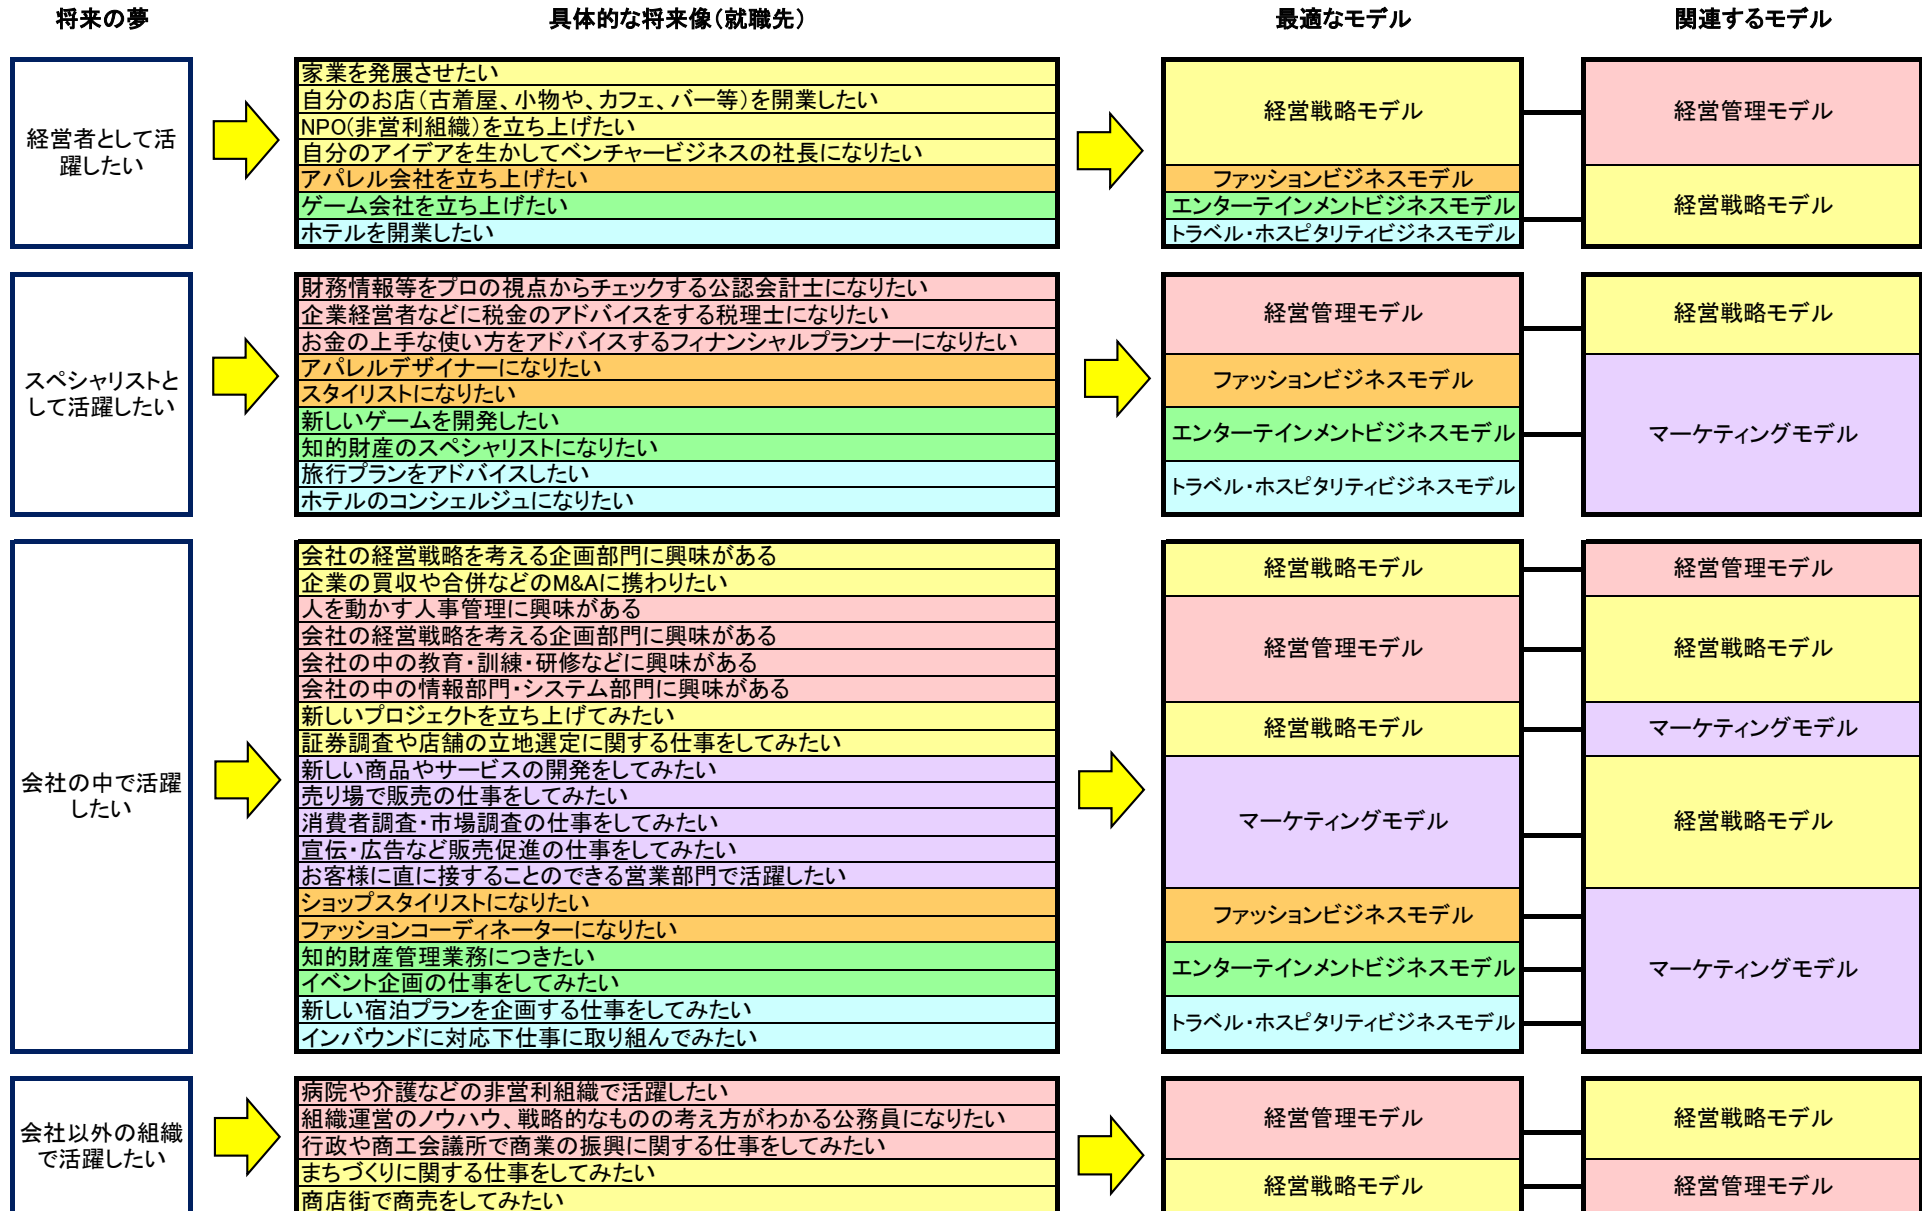 将来の夢
具体的な将来像（就職先）
最適なモデル
関連するモデル
経営者として活
躍したい
家業を発展させたい
自分のお店（古着屋、小物や、カフェ、バー等）を開業したい
NPO(非営利組織)を立ち上げたい
自分のアイデアを生かしてベンチャービジネスの社長になりたい
アパレル会社を立ち上げたい
ゲーム会社を立ち上げたい
ホテルを開業したい
経営戦略モデル
ファッションビジネスモデル
エンターテインメントビジネスモデル
トラベル・ホスピタリティビジネスモデル
経営管理モデル
経営戦略モデル
スペシャリストと
して活躍したい
財務情報等をプロの視点からチェックする公認会計士になりたい
企業経営者などに税金のアドバイスをする税理士になりたい
お金の上手な使い方をアドバイスするフィナンシャルプランナーになりたい
アパレルデザイナーになりたい
スタイリストになりたい
新しいゲームを開発したい
知的財産のスペシャリストになりたい
旅行プランをアドバイスしたい
ホテルのコンシェルジュになりたい
経営管理モデル
ファッションビジネスモデル
エンターテインメントビジネスモデル
トラベル・ホスピタリティビジネスモデル
経営戦略モデル
マーケティングモデル
会社の中で活躍
したい
会社の経営戦略を考える企画部門に興味がある
企業の買収や合併などのM&Aに携わりたい
人を動かす人事管理に興味がある
会社の経営戦略を考える企画部門に興味がある
会社の中の教育・訓練・研修などに興味がある
会社の中の情報部門・システム部門に興味がある
新しいプロジェクトを立ち上げてみたい
証券調査や店舗の立地選定に関する仕事をしてみたい
新しい商品やサービスの開発をしてみたい
売り場で販売の仕事をしてみたい
消費者調査・市場調査の仕事をしてみたい
宣伝・広告など販売促進の仕事をしてみたい
お客様に直に接することのできる営業部門で活躍したい
ショップスタイリストになりたい
ファッションコーディネーターになりたい
知的財産管理業務につきたい
イベント企画の仕事をしてみたい
新しい宿泊プランを企画する仕事をしてみたい
インバウンドに対応下仕事に取り組んでみたい
経営戦略モデル
経営管理モデル
経営戦略モデル
マーケティングモデル
ファッションビジネスモデル
エンターテインメントビジネスモデル
トラベル・ホスピタリティビジネスモデル
経営管理モデル
経営戦略モデル
マーケティングモデル
経営戦略モデル
マーケティングモデル
会社以外の組織
で活躍したい
病院や介護などの非営利組織で活躍したい
組織運営のノウハウ、戦略的なものの考え方がわかる公務員になりたい
行政や商工会議所で商業の振興に関する仕事をしてみたい
まちづくりに関する仕事をしてみたい
商店街で商売をしてみたい
経営管理モデル
経営戦略モデル
経営戦略モデル
経営管理モデル